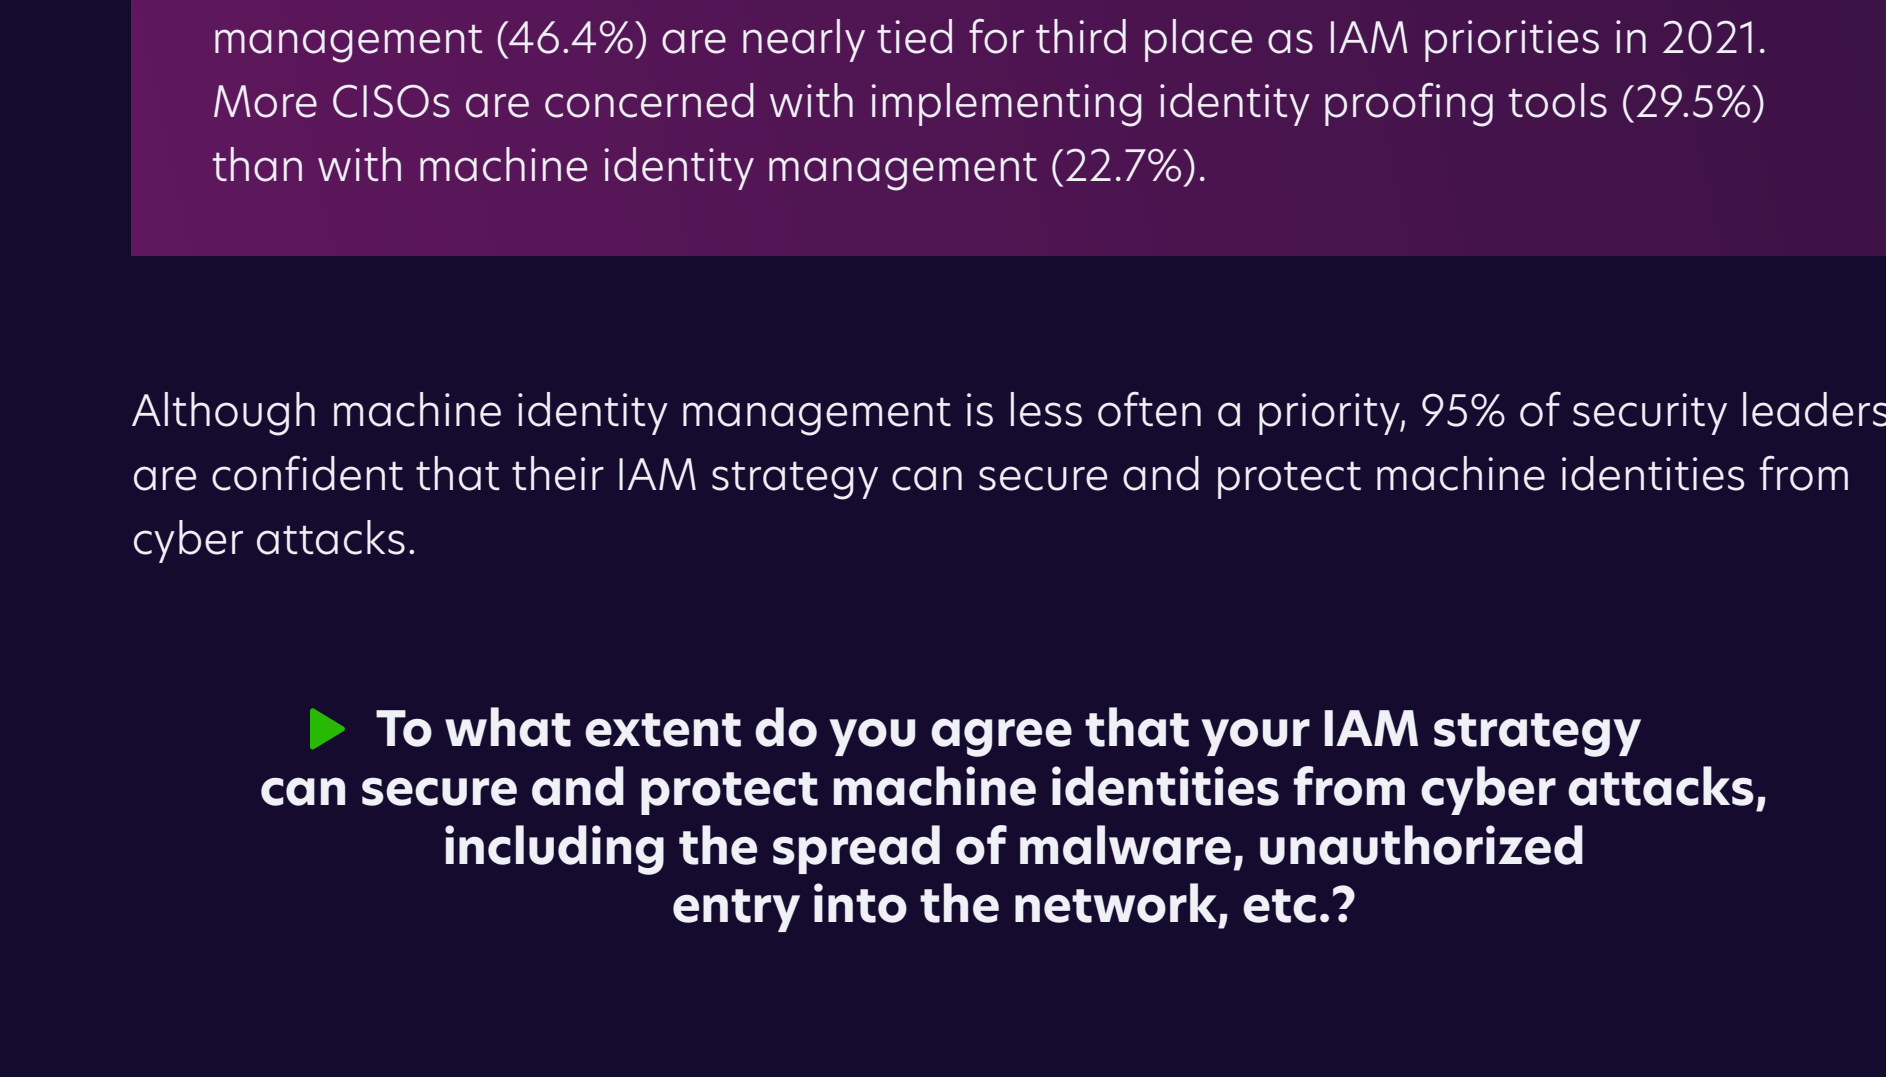 management (46.4%) are nearly tied for third place as IAM priorities in 2021.
More CISOs are concerned with implementing identity proofing tools (29.5%)
than with machine identity management (22.7%).
Although machine identity management is less often a priority, 95% of security leaders
are confident that their IAM strategy can secure and protect machine identities from
cyber attacks.
To what extent do you agree that your IAM strategy
can secure and protect machine identities from cyber attacks,
including the spread of malware, unauthorized
entry into the network, etc.?